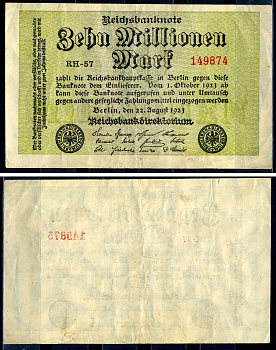 Reichsbanknote
Zehn Millionen
Mark
RH-57
149874
zahlt die Reichsbankhauptkasse in Berlin gegen diese
Banknote dem Einlieferer. Vom 1. Oktober 1923 ab
kann diese Banknote aufgerufen und unter Umtausch
gegen andere gesetzliche Zahlungsmittel eingezogen werden
Berlin, den 22. August 1923
Reichsbankdirektorium